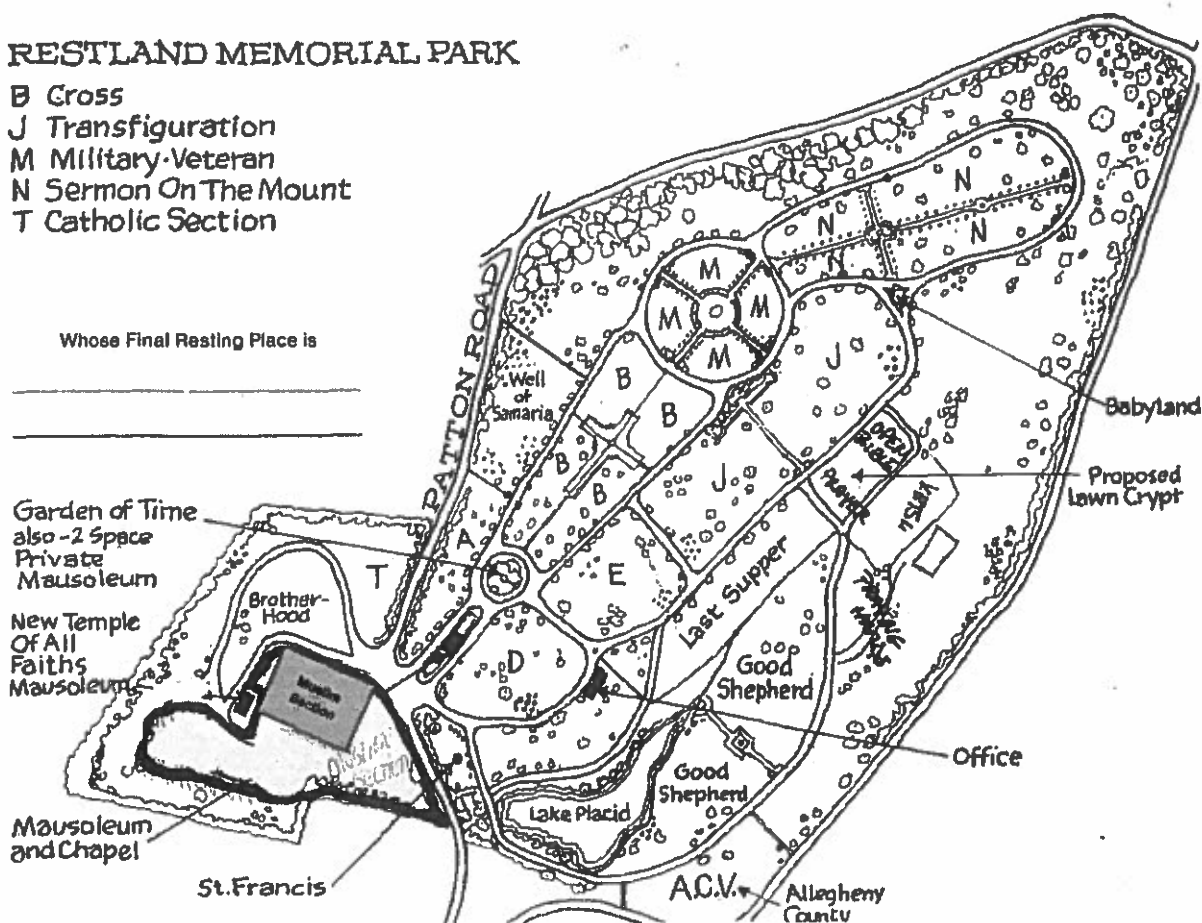 RESTLAND MEMORIAL PARK
B Cross
J Transfiguration
M Military-Veteran
N Sermon On The Mount
T Catholic Section
Whose Final Resting Place is
PATTON ROAD
Well
of
Samaria
N
N
N
N
M
M
M
M
B
B
B
B
J
J
Babyland
OPEN
BIBLE
Proposed
Lawn Crypt
PRAYER
Garden of Time
also -2 Space
Private
Mausoleum
A
T
E
D
Brother-
Hood
Last Supper
New Temple
Of All
Faiths
Mausoleum
Muslim
Section
Good
Shepherd
Office
Good
Shepherd
Lake Placid
Mausoleum
and Chapel
St. Francis
A.C.V.
Allegheny
County